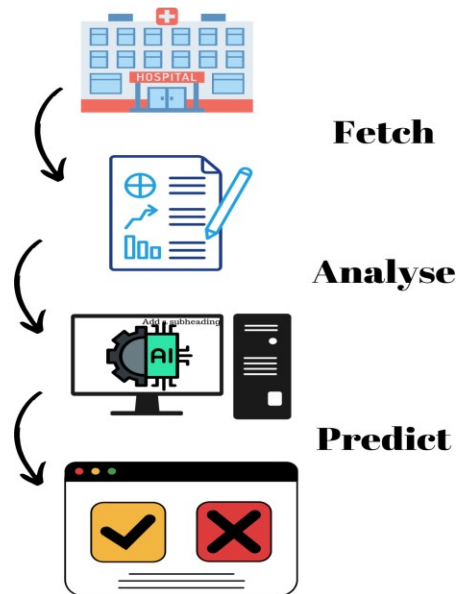 HOSPITAL
Fetch
Analyse
Add a subheading
AI
Predict